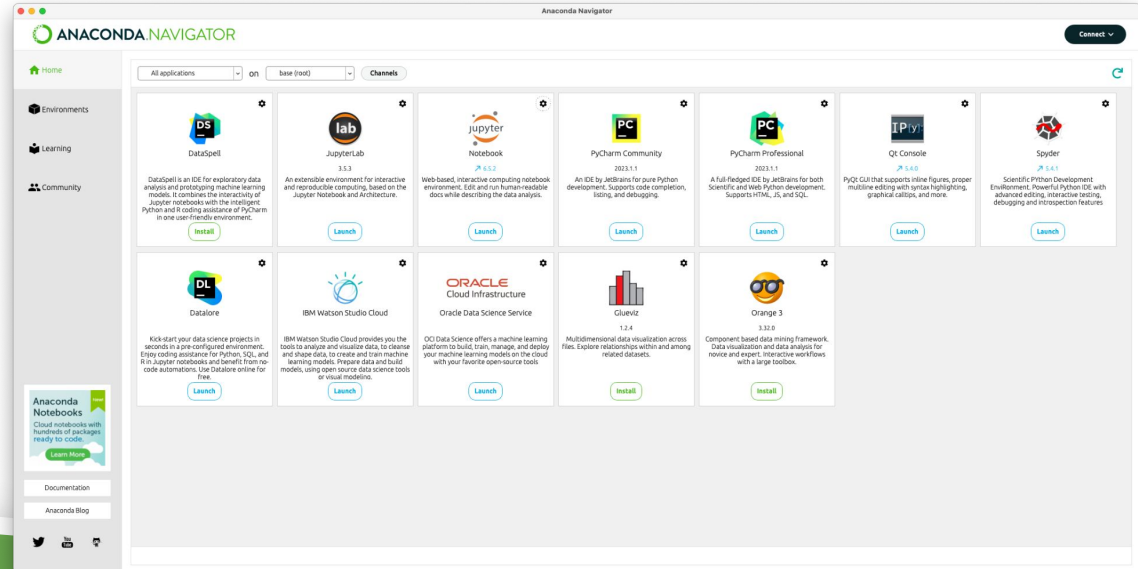 Anaconda Navigator
ANACONDA.NAVIGATOR
Connect
Home
All applications
on
base (root)
Channels
Environments
Learning
Community
DS
DataSpell
DataSpell is an IDE for exploratory data
analysis and prototyping machine learning
models. It combines the interactivity of
Jupyter notebooks with the intelligent
Python and R coding assistance of PyCharm
in one user-friendly environment.
Install
lab
JupyterLab
3.5.3
An extensible environment for interactive
and reproducible computing, based on the
Jupyter Notebook and Architecture.
Launch
jupyter
Notebook
6.5.2
Web-based, interactive computing notebook
environment. Edit and run human-readable
docs while describing the data analysis.
Launch
PC
PyCharm Community
2023.1.1
An IDE by JetBrains for pure Python
development. Supports code completion,
listing, and debugging.
Launch
PC
PyCharm Professional
2023.1.1
A full-fledged IDE by JetBrains for both
Scientific and Web Python development.
Supports HTML, JS, and SQL.
Launch
IP[y]:
Qt Console
5.4.0
PyQt GUI that supports inline figures, proper
multiline editing with syntax highlighting,
graphical calltips, and more.
Launch
Spyder
5.4.1
Scientific PYthon Development
EnviRonment. Powerful Python IDE with
advanced editing, interactive testing,
debugging and introspection features
Launch
DL
Datalore
Kick-start your data science projects in
seconds in a pre-configured environment.
Enjoy coding assistance for Python, SQL, and
R in Jupyter notebooks and benefit from no-
code automations. Use Datalore online for
free.
Launch
IBM Watson Studio Cloud
IBM Watson Studio Cloud provides you the
tools to analyze and visualize data, to cleanse
and shape data, to create and train machine
learning models. Prepare data and build
models, using open source data science tools
or visual modeling.
Launch
ORACLE
Cloud Infrastructure
Oracle Data Science Service
OCI Data Science offers a machine learning
platform to build, train, manage, and deploy
your machine learning models on the cloud
with your favorite open-source tools
Launch
Glueviz
1.2.4
Multidimensional data visualization across
files. Explore relationships within and among
related datasets.
Install
Orange 3
3.32.0
Component based data mining framework.
Data visualization and data analysis for
novice and expert. Interactive workflows
with a large toolbox.
Install
Anaconda
Notebooks
Cloud notebooks with
hundreds of packages
ready to code.
Learn More
Documentation
Anaconda Blog
You
Tube